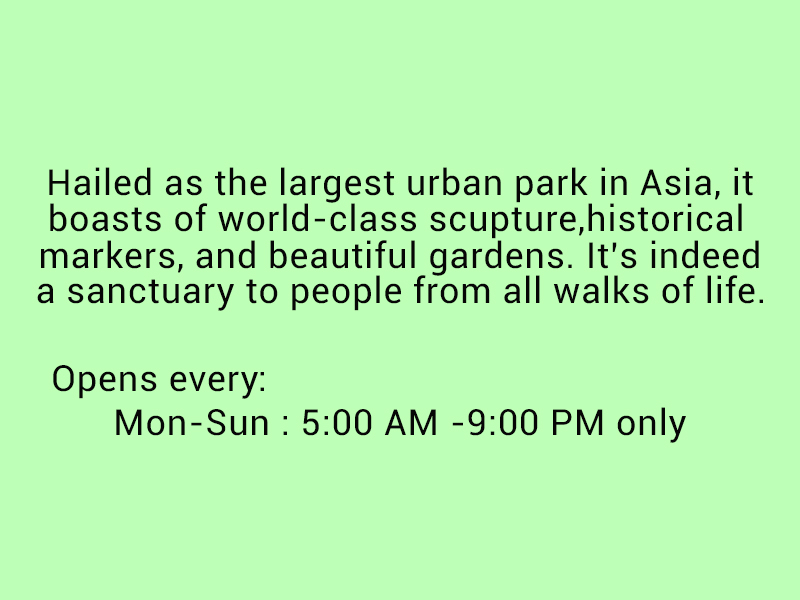 Hailed as the largest urban park in Asia, it
boasts of world-class scupture,historical
markers, and beautiful gardens. It's indeed
a sanctuary to people from all walks of life.
Opens every:
Mon-Sun : 5:00 AM -9:00 PM only